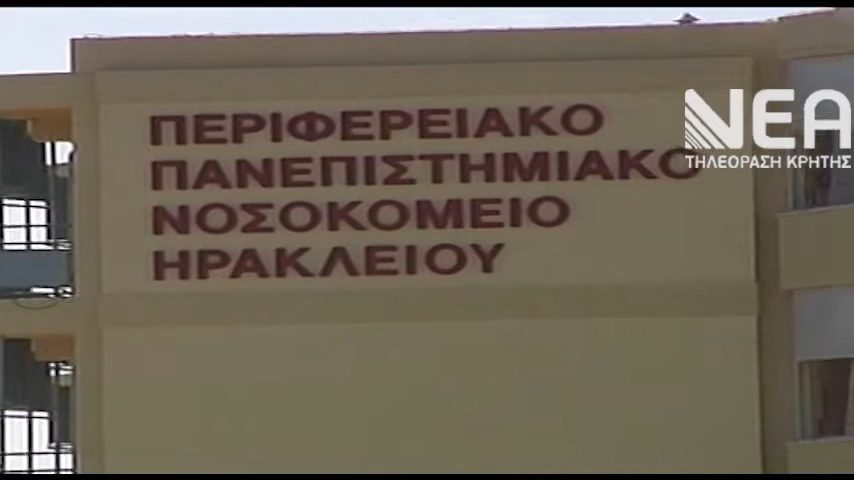 ΠΕΡΙΦΕΡΕΙΑΚΟ
ΠΑΝΕΠΙΣΤΗΜΙΑΚΟ
ΝΟΣΟΚΟΜΕΙΟ
ΗΡΑΚΛΕΙΟΥ
ΝΕΑ
ΤΗΛΕΟΡΑΣΗ ΚΡΗΤΗΣ